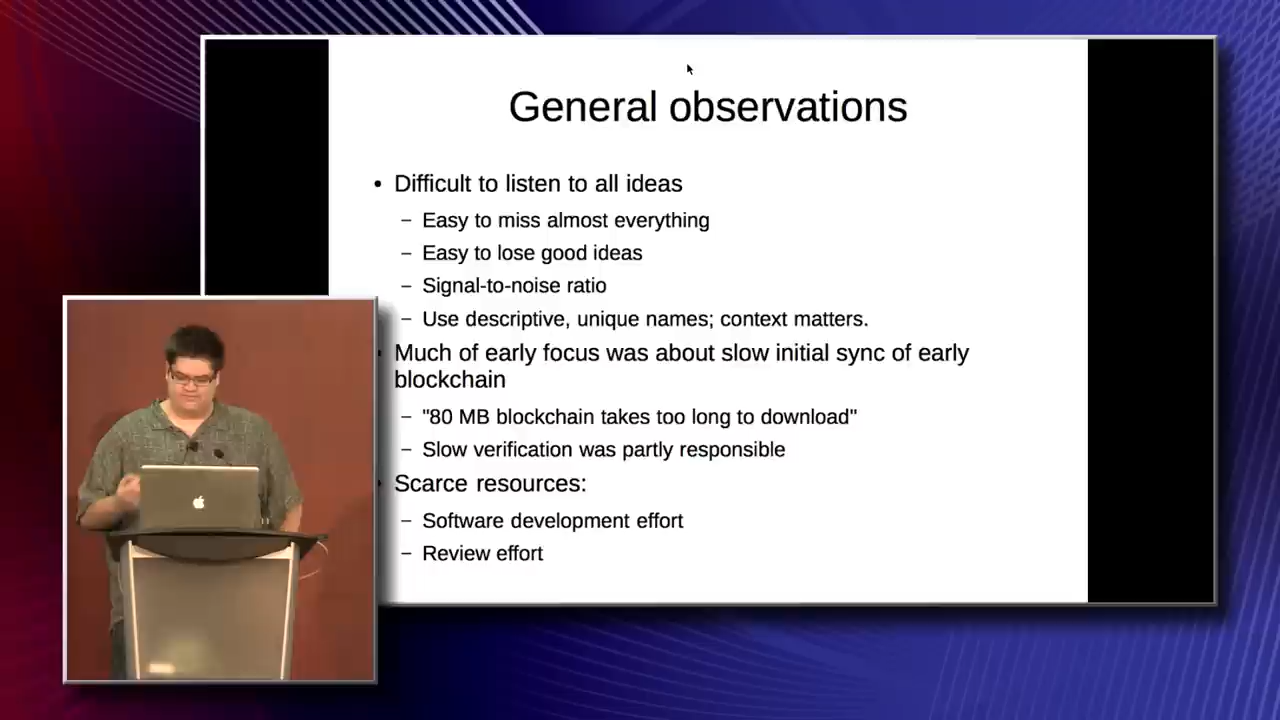 General observations
• Difficult to listen to all ideas
– Easy to miss almost everything
– Easy to lose good ideas
– Signal-to-noise ratio
– Use descriptive, unique names; context matters.
• Much of early focus was about slow initial sync of early
blockchain
– "80 MB blockchain takes too long to download"
– Slow verification was partly responsible
• Scarce resources:
– Software development effort
– Review effort